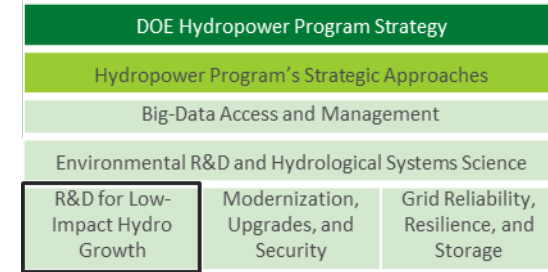 DOE Hydropower Program Strategy
Hydropower Program's Strategic Approaches
Big-Data Access and Management
Environmental R&D and Hydrological Systems Science
R&D for Low-
Impact Hydro
Growth
Modernization,
Upgrades, and
Security
Grid Reliability,
Resilience, and
Storage